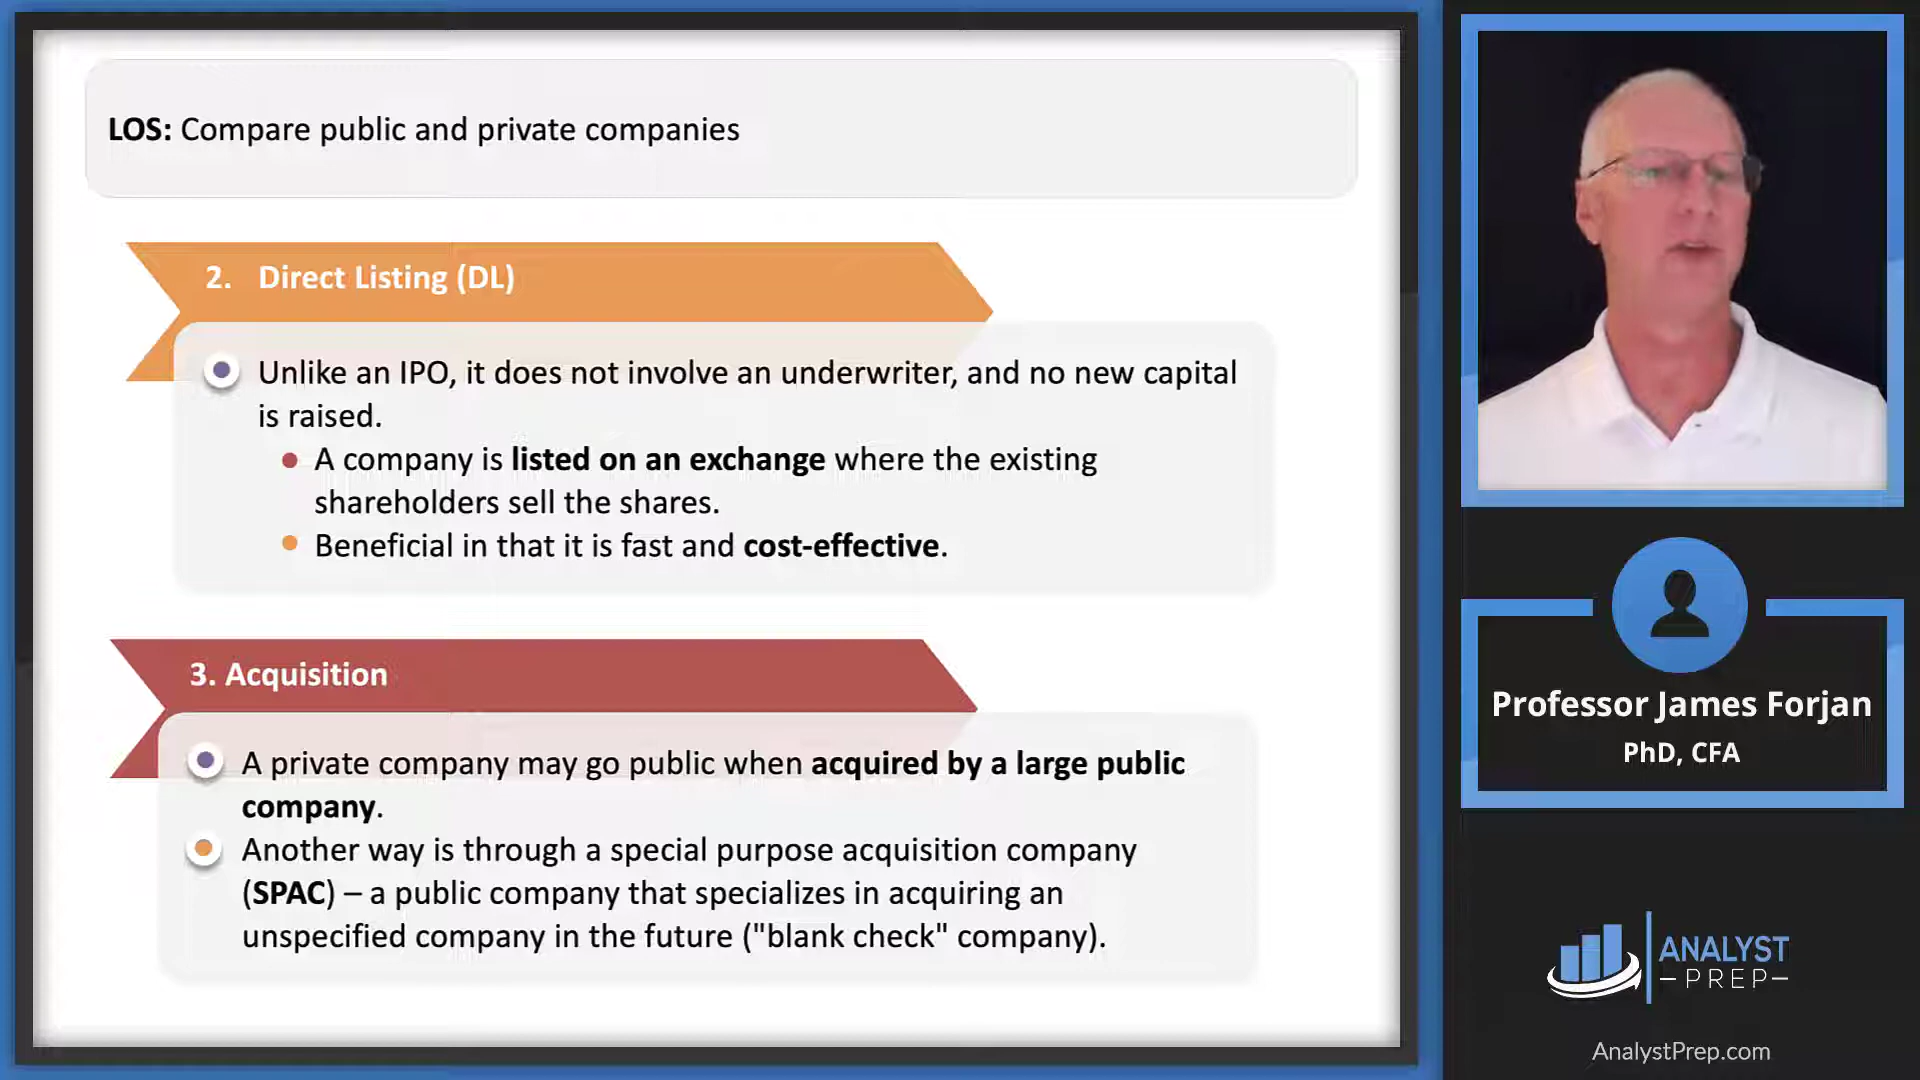 LOS: Compare public and private companies
2. Direct Listing (DL)
Unlike an IPO, it does not involve an underwriter, and no new capital
is raised.
A company is listed on an exchange where the existing
shareholders sell the shares.
Beneficial in that it is fast and cost-effective.
3. Acquisition
A private company may go public when acquired by a large public
company.
Another way is through a special purpose acquisition company
(SPAC) – a public company that specializes in acquiring an
unspecified company in the future ("blank check" company).
Professor James Forjan
PhD, CFA
ANALYST
PREP
AnalystPrep.com